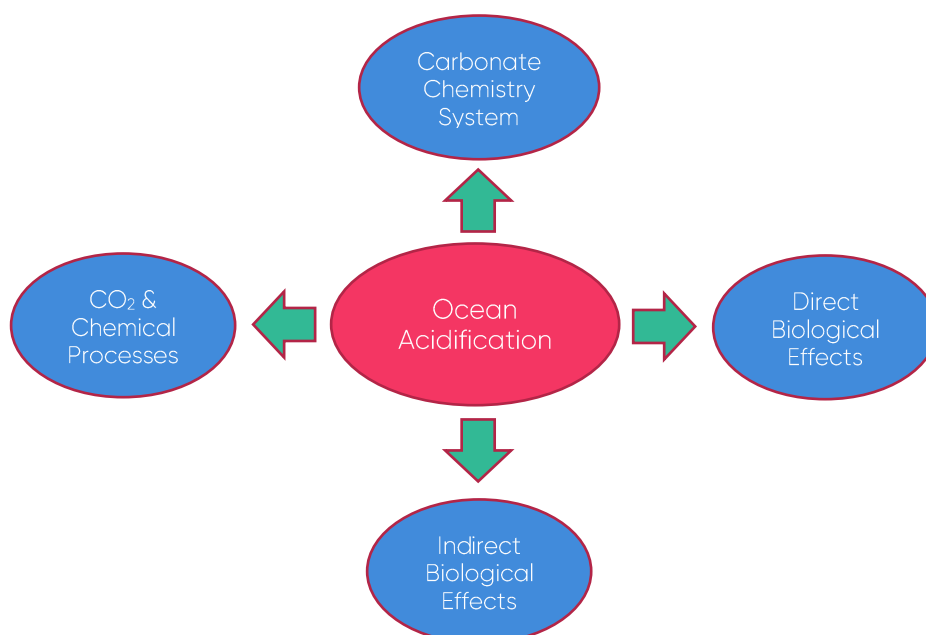 Carbonate
Chemistry
System
CO₂ &
Chemical
Processes
Ocean
Acidification
Direct
Biological
Effects
Indirect
Biological
Effects